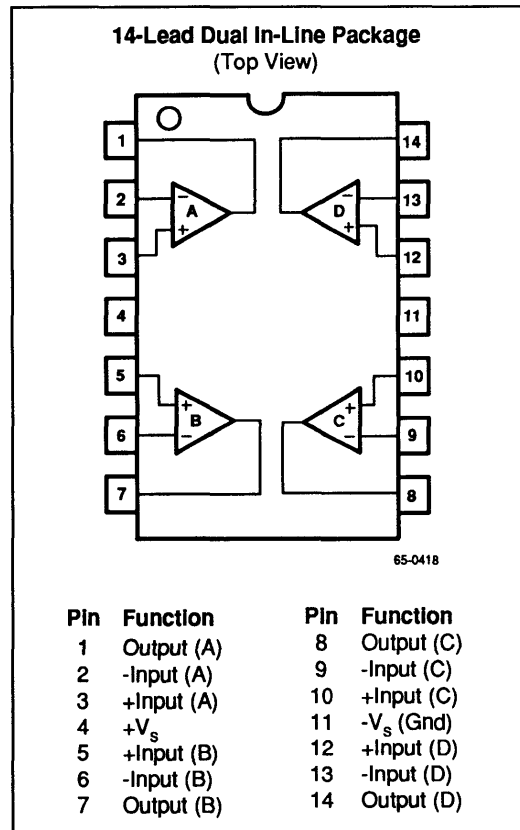 14-Lead Dual In-Line Package
(Top View)
1
14
2
− A
D −
13
3
+
+
12
4
11
5
10
+ B
C +
6
−
−
9
7
8
65-0418
Pin Function
1 Output (A)
2 -Input (A)
3 +Input (A)
4 +Vs
5 +Input (B)
6 -Input (B)
7 Output (B)
Pin Function
8 Output (C)
9 -Input (C)
10 +Input (C)
11 -Vs (Gnd)
12 +Input (D)
13 -Input (D)
14 Output (D)